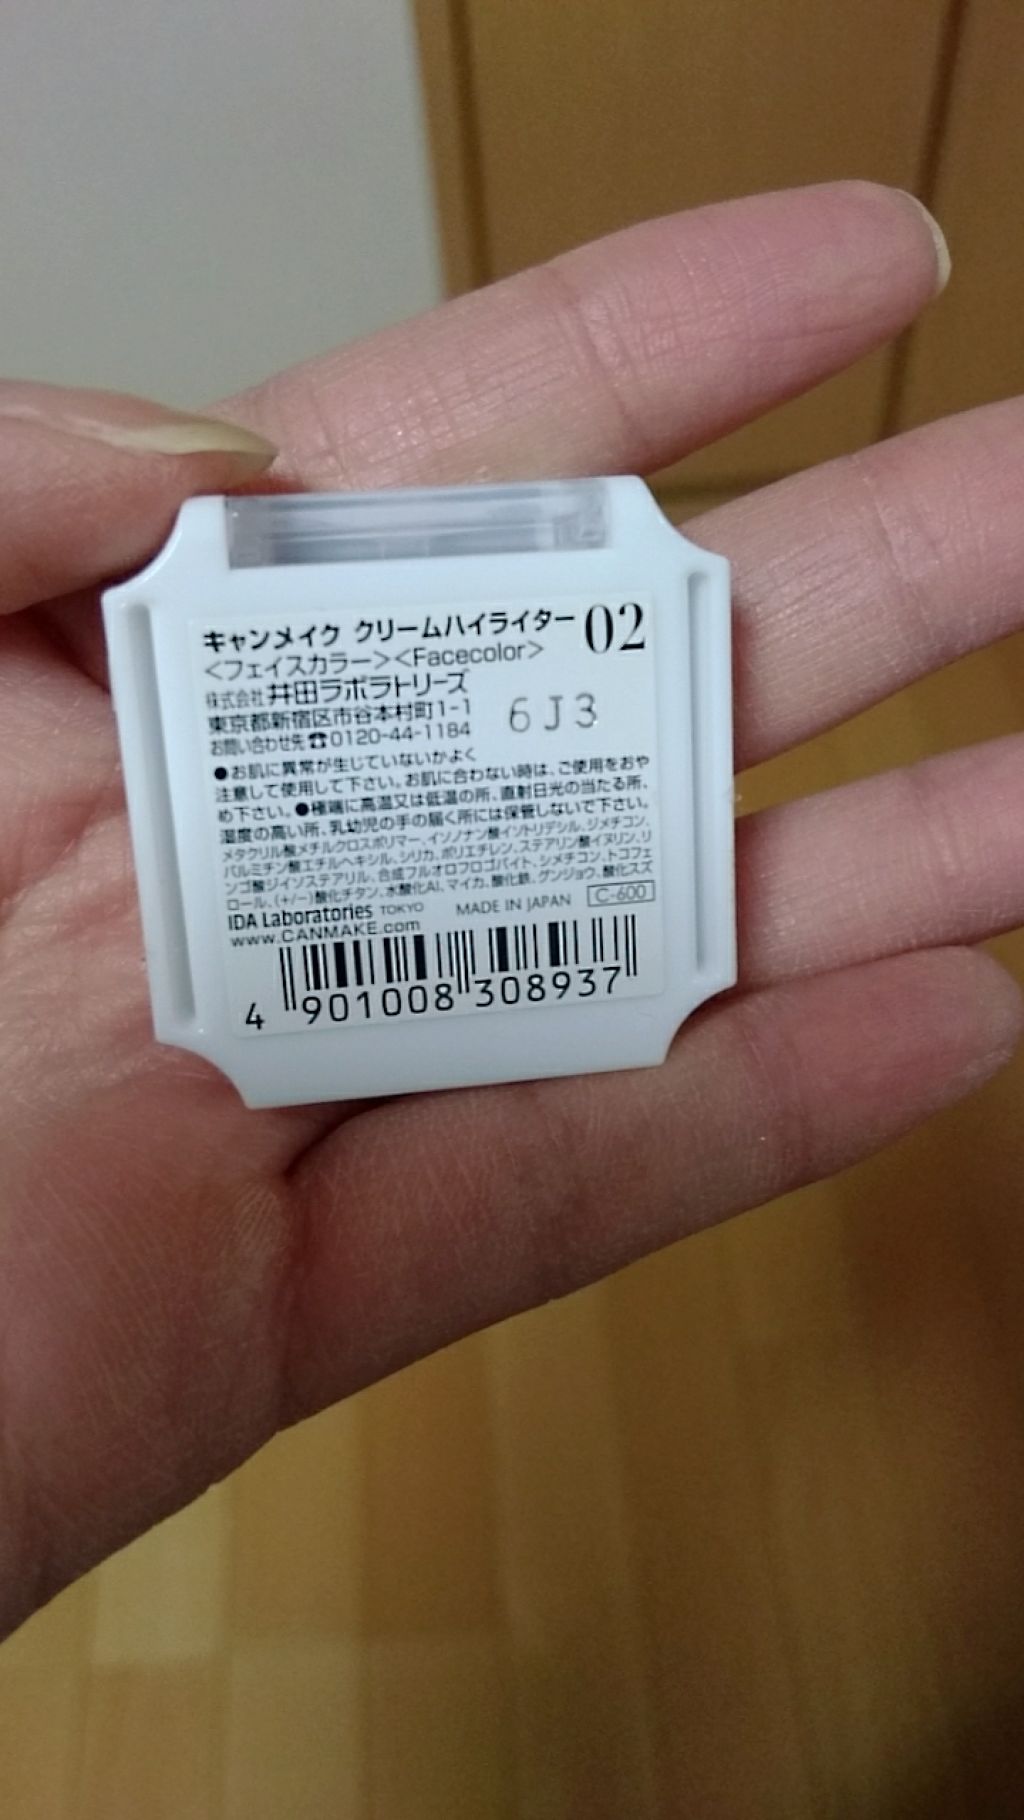 キャンメイク クリームハイライター 02
<フェイスカラー><Facecolor>
株式会社 井田ラボラトリーズ
東京都新宿区市谷本村町1-1
お問い合わせ先☎0120-44-1184
6J3
●お肌に異常が生じていないかよく
注意して使用して下さい。お肌に合わない時は、ご使用をおや
め下さい。●極端に高温又は低温の所、直射日光の当たる所、
湿度の高い所、乳幼児の手の届く所には保管しないで下さい。
メタクリル酸メチルクロスポリマー、イソノナン酸イソトリデシル、ジメチコン、
パルミチン酸エチルヘキシル、シリカ、ポリエチレン、ステアリン酸イヌリン、リ
ンゴ酸ジイソステアリル、合成フルオロフロゴパイト、シメチコン、トコフェ
ロール、(+/-)酸化チタン、水酸化Al、マイカ、酸化鉄、グンジョウ、酸化スズ
IDA Laboratories TOKYO MADE IN JAPAN C-600
www.CANMAKE.com
4 901008 308937